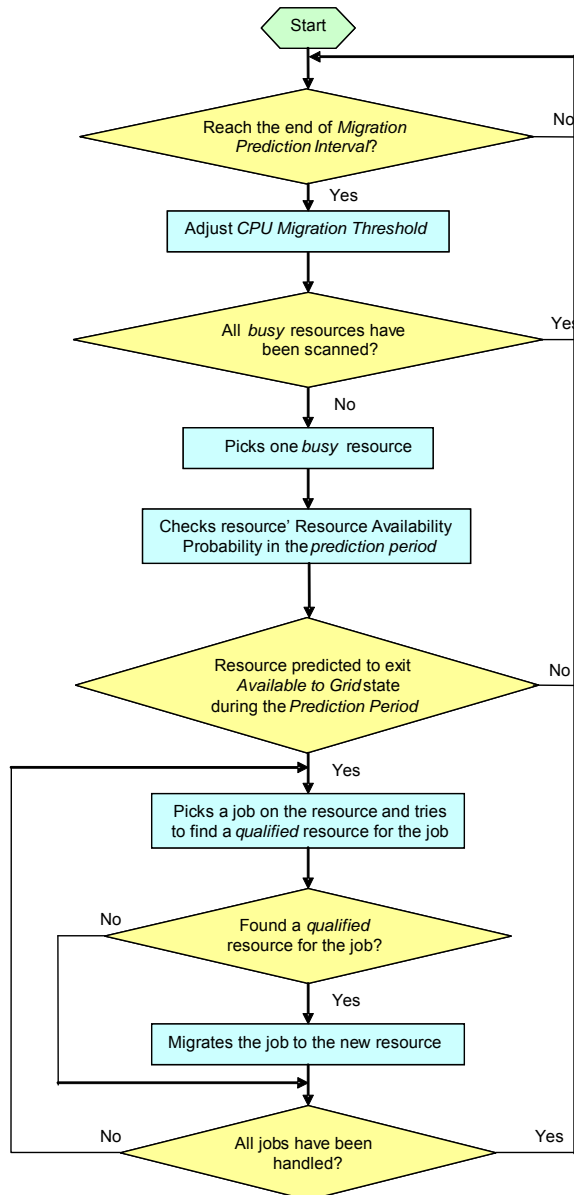 Start
Reach the end of Migration
Prediction Interval?
No
Yes
Adjust CPU Migration Threshold
All busy resources have
been scanned?
Yes
No
Picks one busy resource
Checks resource' Resource Availability
Probability in the prediction period
Resource predicted to exit
Available to Grid state
during the Prediction Period
No
Yes
Picks a job on the resource and tries
to find a qualified resource for the job
No
Found a qualified
resource for the job?
Yes
Migrates the job to the new resource
No
All jobs have been
handled?
Yes